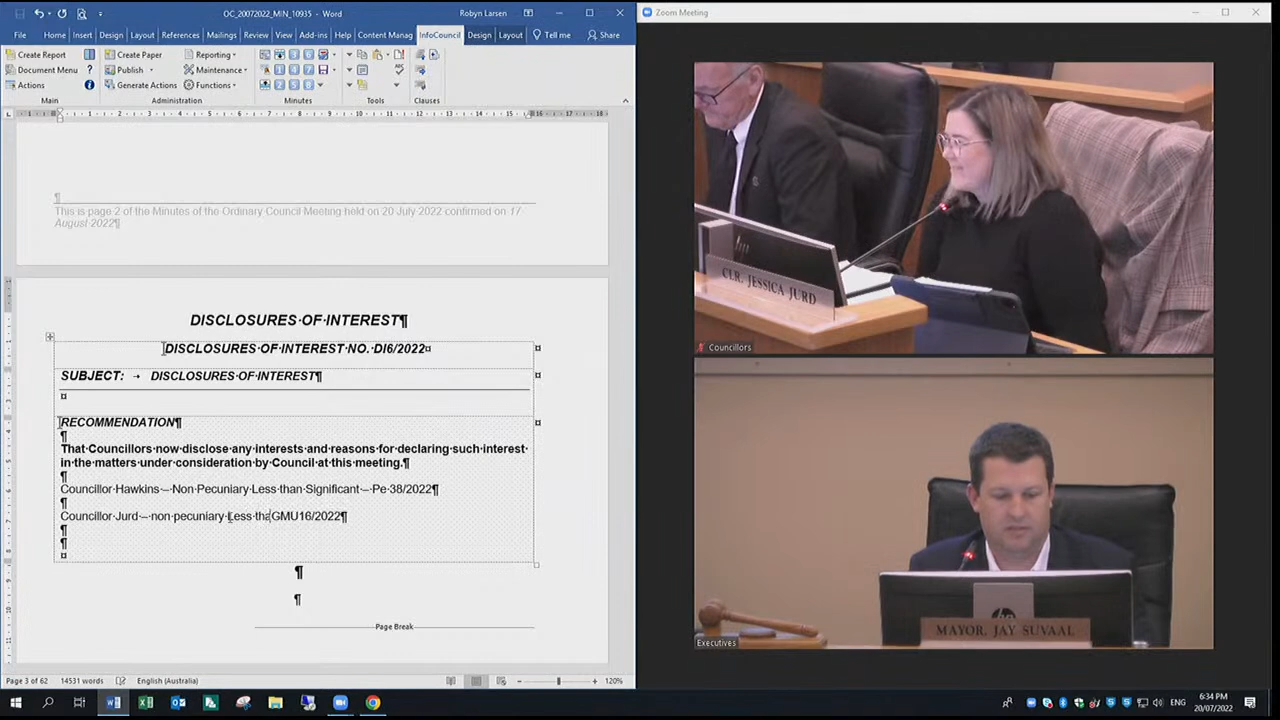 OC_20072022_MIN_10935 - Word
Robyn Larsen
Zoom Meeting
File Home Insert Design Layout References Mailings Review View Add-ins Help Content Manag InfoCouncil Design Layout Tell me Share
Create Report Create Paper Reporting
Document Menu Publish Maintenance
Actions Generate Actions Functions
Main Administration Minutes Tools Clauses
This is page 2 of the Minutes of the Ordinary Council Meeting held on 20 July 2022 confirmed on 17
August 2022¶
DISCLOSURES·OF·INTEREST¶
DISCLOSURES·OF·INTEREST·NO.·DI6/2022¤
SUBJECT: → DISCLOSURES·OF·INTEREST¶
RECOMMENDATION¶
That·Councillors·now·disclose·any·interests·and·reasons·for·declaring·such·interest·
in·the·matters·under·consideration·by·Council·at·this·meeting.¶
Councillor·Hawkins·–·Non·Pecuniary·Less·than·Significant·–·Pe·38/2022¶
Councillor·Jurd·–·non·pecuniary·Less·thaGMU16/2022¶
Page Break
Page 3 of 62 14531 words English (Australia) 120%
hp
CLR. JESSICA JURD
Councillors
hp
MAYOR, JAY SUVAAL
Executives
ENG
6:34 PM
20/07/2022